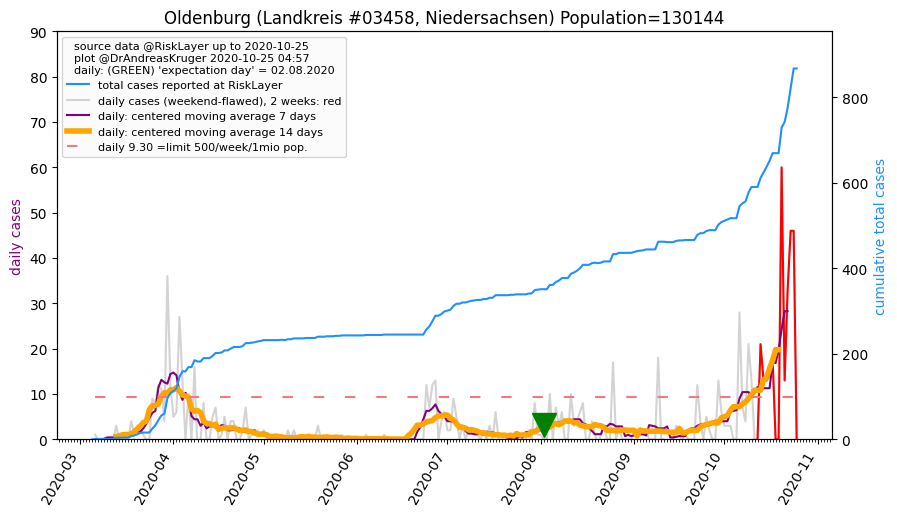 Oldenburg (Landkreis #03458, Niedersachsen) Population=130144
source data @RiskLayer up to 2020-10-25
plot @DrAndreasKruger 2020-10-25 04:57
daily: (GREEN) 'expectation day' = 02.08.2020
total cases reported at RiskLayer
daily cases (weekend-flawed), 2 weeks: red
daily: centered moving average 7 days
daily: centered moving average 14 days
daily 9.30 =limit 500/week/1mio pop.
daily cases
90
80
70
60
50
40
30
20
10
0
cumulative total cases
800
600
400
200
0
2020-03
2020-04
2020-05
2020-06
2020-07
2020-08
2020-09
2020-10
2020-11